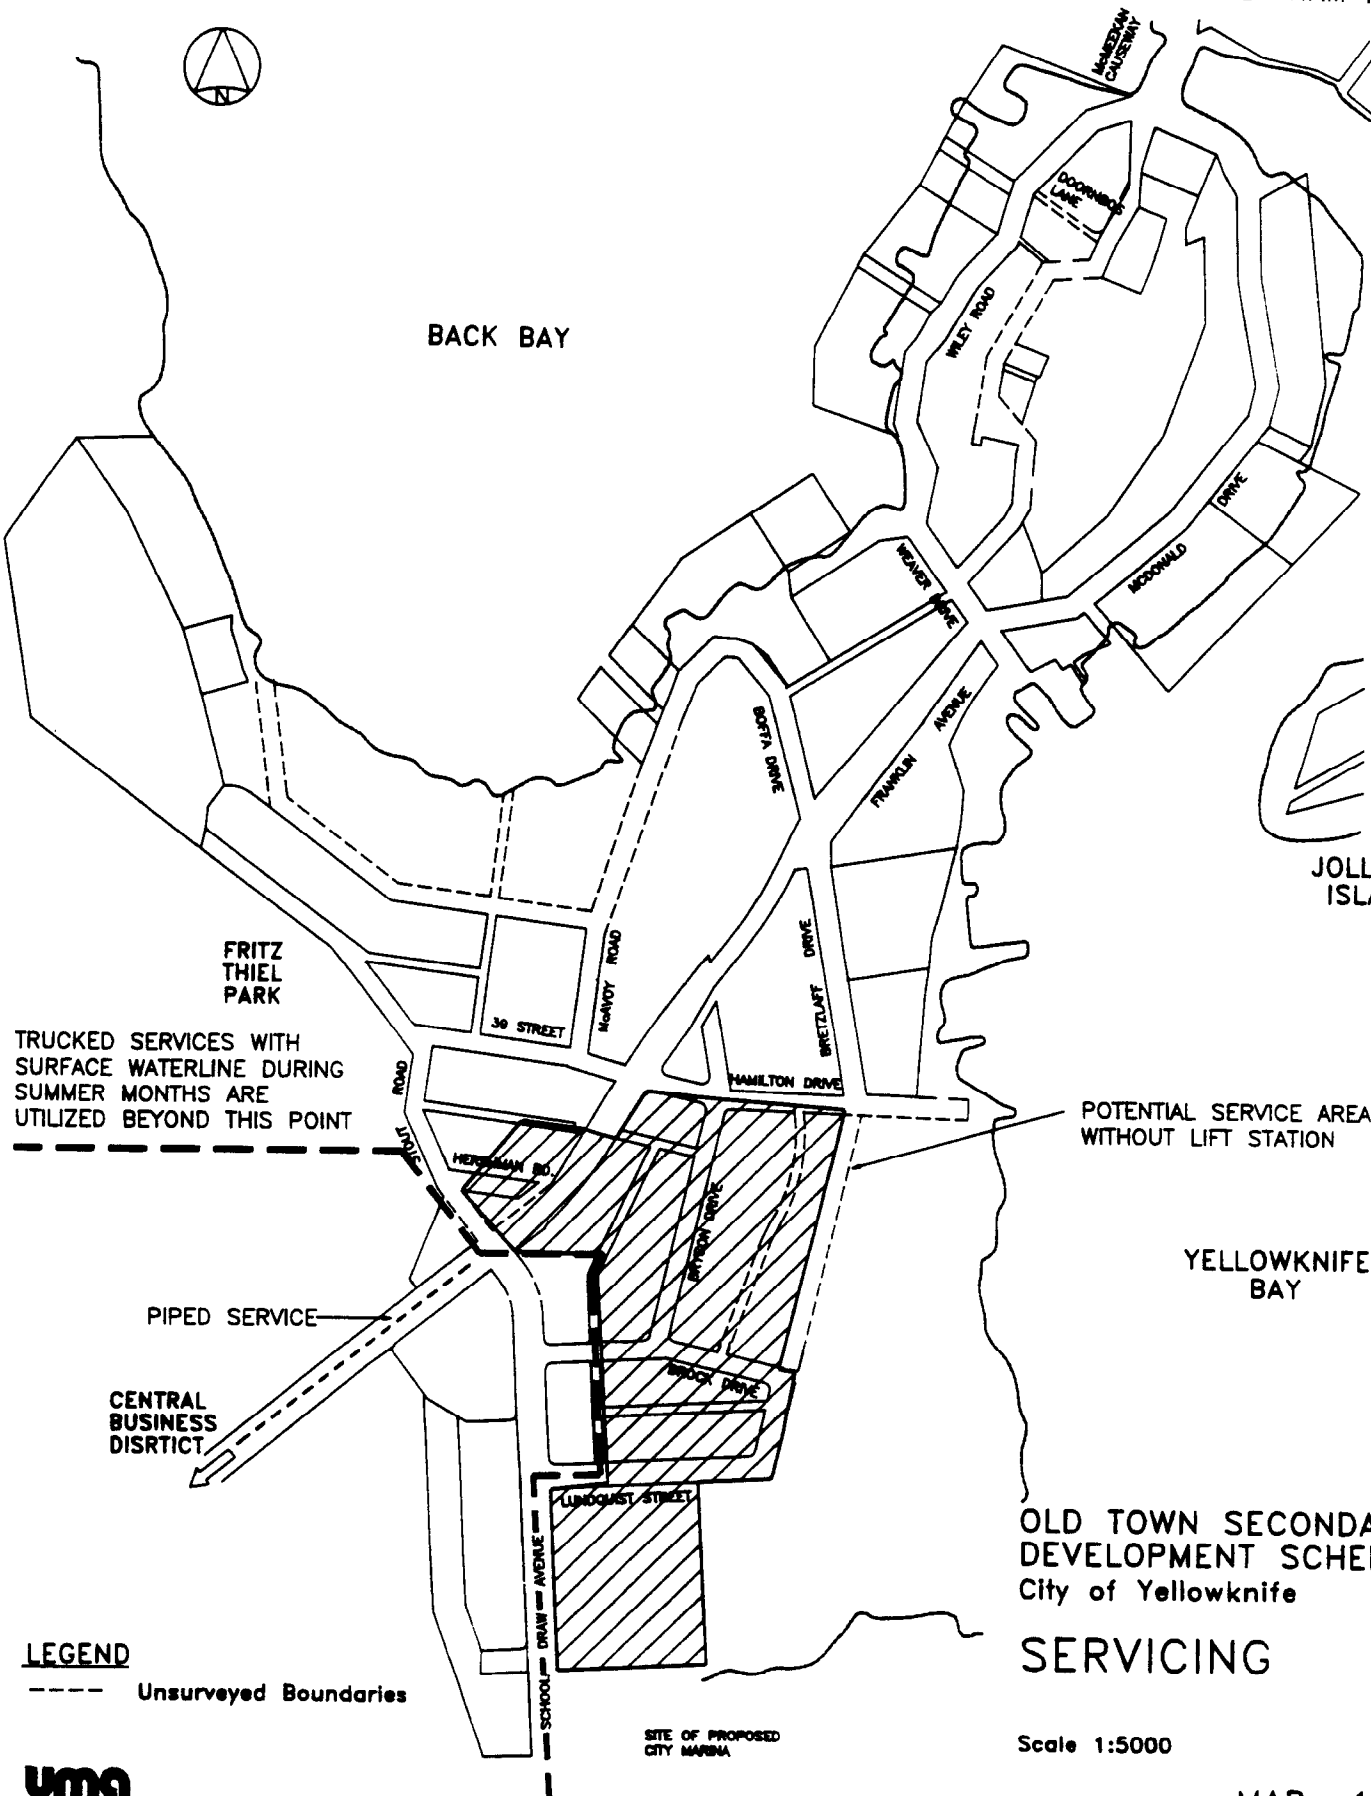 McMEEKAN
CAUSEWAY
N
DOORNBOS
LANE
BACK BAY
WILEY ROAD
DRIVE
MCDONALD
WEAVER DRIVE
BOFFA DRIVE
AVENUE
FRANKLIN
JOLL
ISL
FRITZ
THIEL
PARK
McAVOY ROAD
DRIVE
BRETZLAFF
39 STREET
TRUCKED SERVICES WITH
SURFACE WATERLINE DURING
SUMMER MONTHS ARE
UTILIZED BEYOND THIS POINT
ROAD
STOUT
HAMILTON DRIVE
POTENTIAL SERVICE AREA
WITHOUT LIFT STATION
HERRIMAN RD.
BRYSON DRIVE
YELLOWKNIFE
BAY
PIPED SERVICE
BROCK DRIVE
CENTRAL
BUSINESS
DISRTICT
LUNDQUIST STREET
OLD TOWN SECONDA
DEVELOPMENT SCHE
City of Yellowknife
SCHOOL DRAW AVENUE
SERVICING
LEGEND
Unsurveyed Boundaries
SITE OF PROPOSED
CITY MARINA
Scale 1:5000
uma